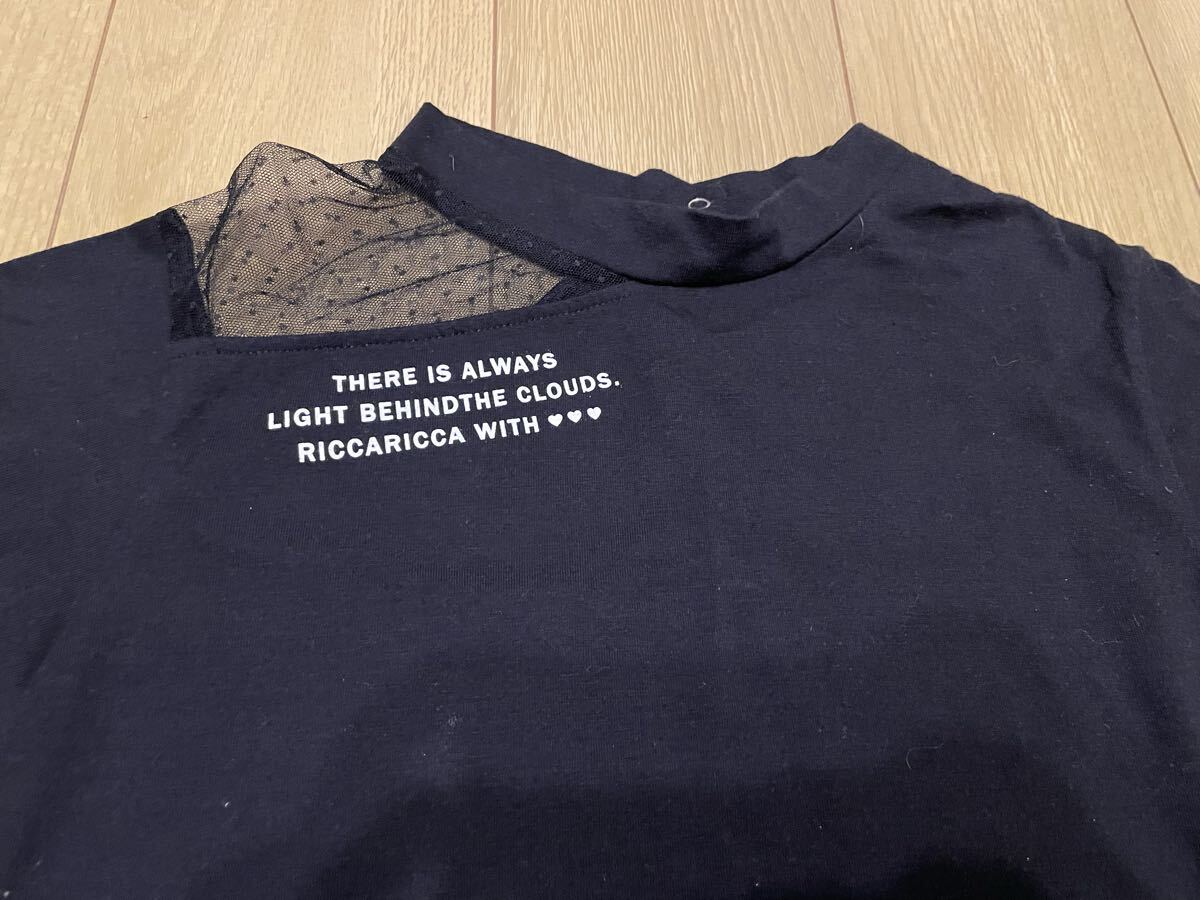 THERE IS ALWAYS
LIGHT BEHINDTHE CLOUDS.
RICCARICCA WITH ♥♥♥